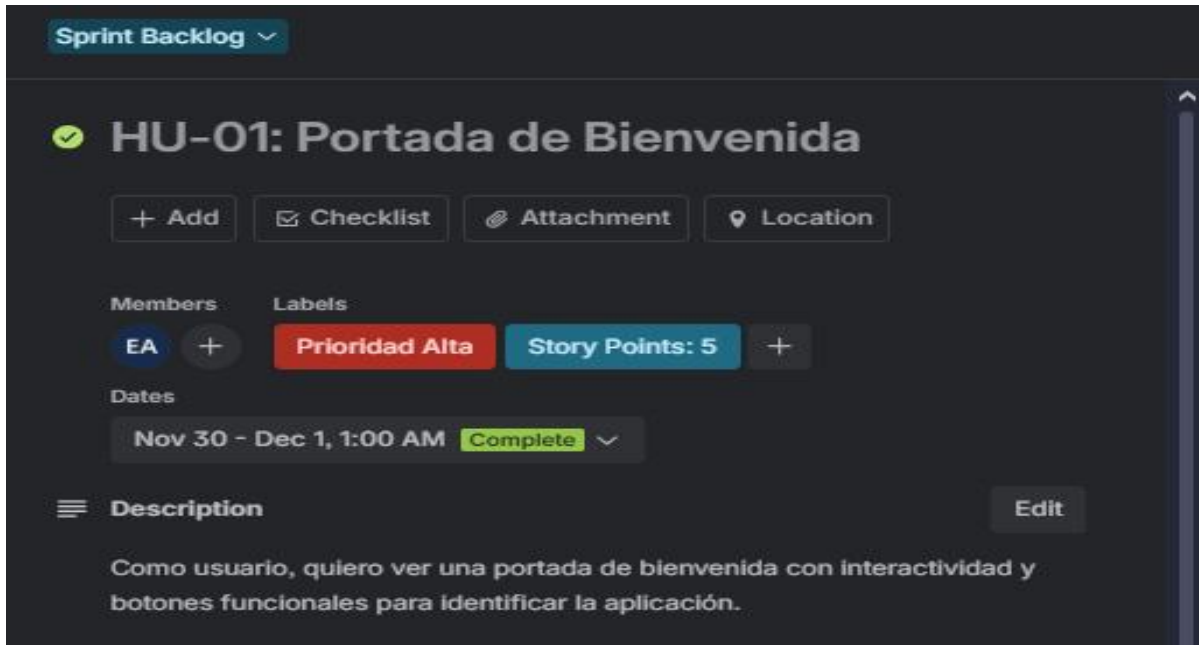 Sprint Backlog
HU-01: Portada de Bienvenida
+ Add Checklist Attachment Location
Members Labels
EA + Prioridad Alta Story Points: 5 +
Dates
Nov 30 - Dec 1, 1:00 AM Complete
Description Edit
Como usuario, quiero ver una portada de bienvenida con interactividad y
botones funcionales para identificar la aplicación.